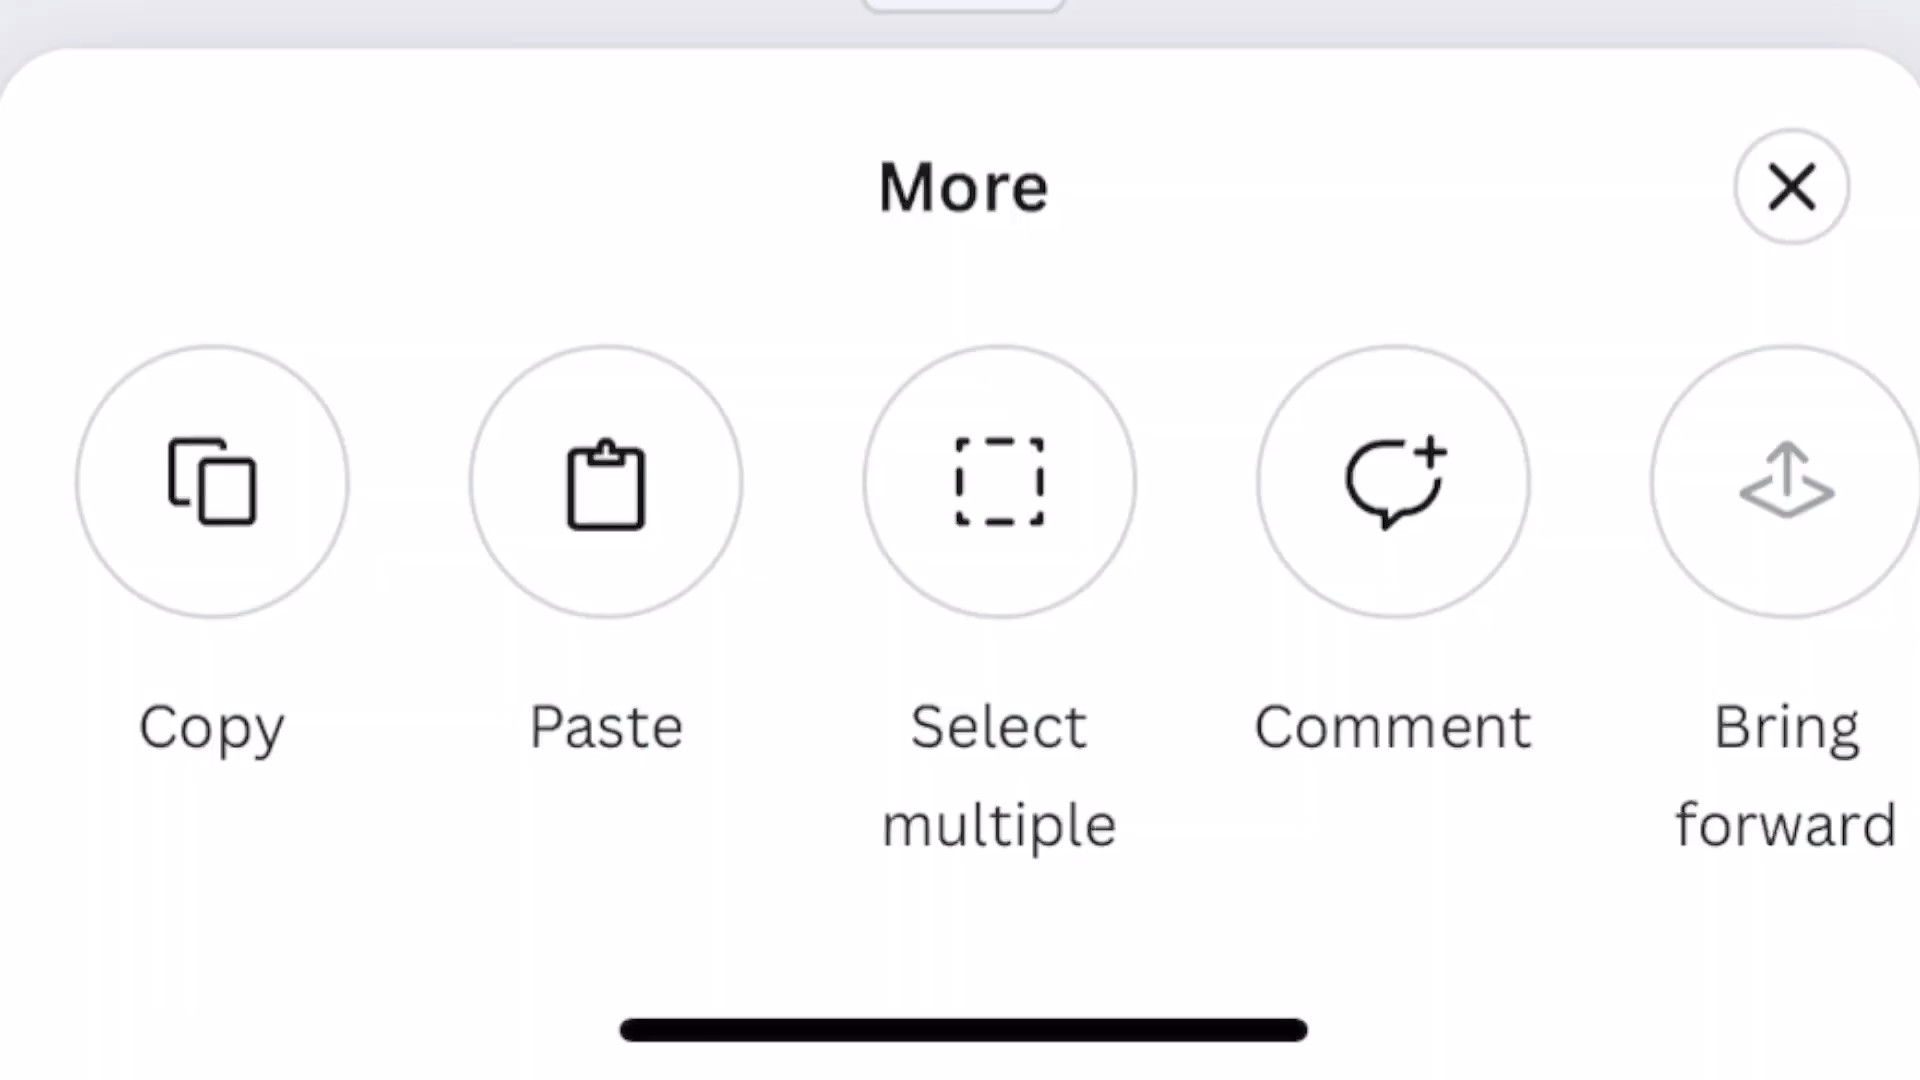 More
Copy
Paste
Select
multiple
Comment
Bring
forward